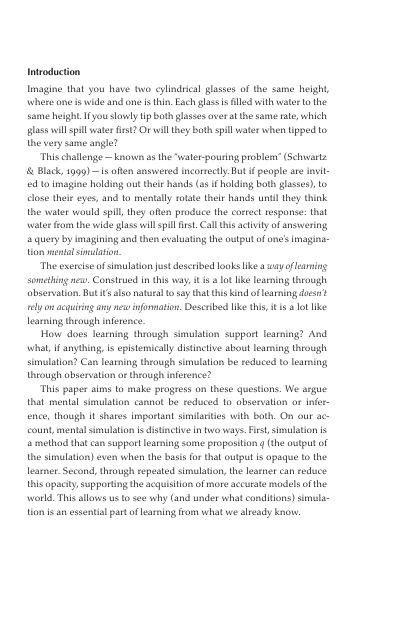 Introduction
Imagine that you have two cylindrical glasses of the same height,
where one is wide and one is thin. Each glass is filled with water to the
same height. If you slowly tip both glasses over at the same rate, which
glass will spill water first? Or will they both spill water when tipped to
the very same angle?
This challenge — known as the “water-pouring problem” (Schwartz
& Black, 1999) — is often answered incorrectly. But if people are invit-
ed to imagine holding out their hands (as if holding both glasses), to
close their eyes, and to mentally rotate their hands until they think
the water would spill, they often produce the correct response: that
water from the wide glass will spill first. Call this activity of answering
a query by imagining and then evaluating the output of one's imagina-
tion mental simulation.
The exercise of simulation just described looks like a way of learning
something new. Construed in this way, it is a lot like learning through
observation. But it's also natural to say that this kind of learning doesn't
rely on acquiring any new information. Described like this, it is a lot like
learning through inference.
How does learning through simulation support learning? And
what, if anything, is epistemically distinctive about learning through
simulation? Can learning through simulation be reduced to learning
through observation or through inference?
This paper aims to make progress on these questions. We argue
that mental simulation cannot be reduced to observation or infer-
ence, though it shares important similarities with both. On our ac-
count, mental simulation is distinctive in two ways. First, simulation is
a method that can support learning some proposition q (the output of
the simulation) even when the basis for that output is opaque to the
learner. Second, through repeated simulation, the learner can reduce
this opacity, supporting the acquisition of more accurate models of the
world. This allows us to see why (and under what conditions) simula-
tion is an essential part of learning from what we already know.